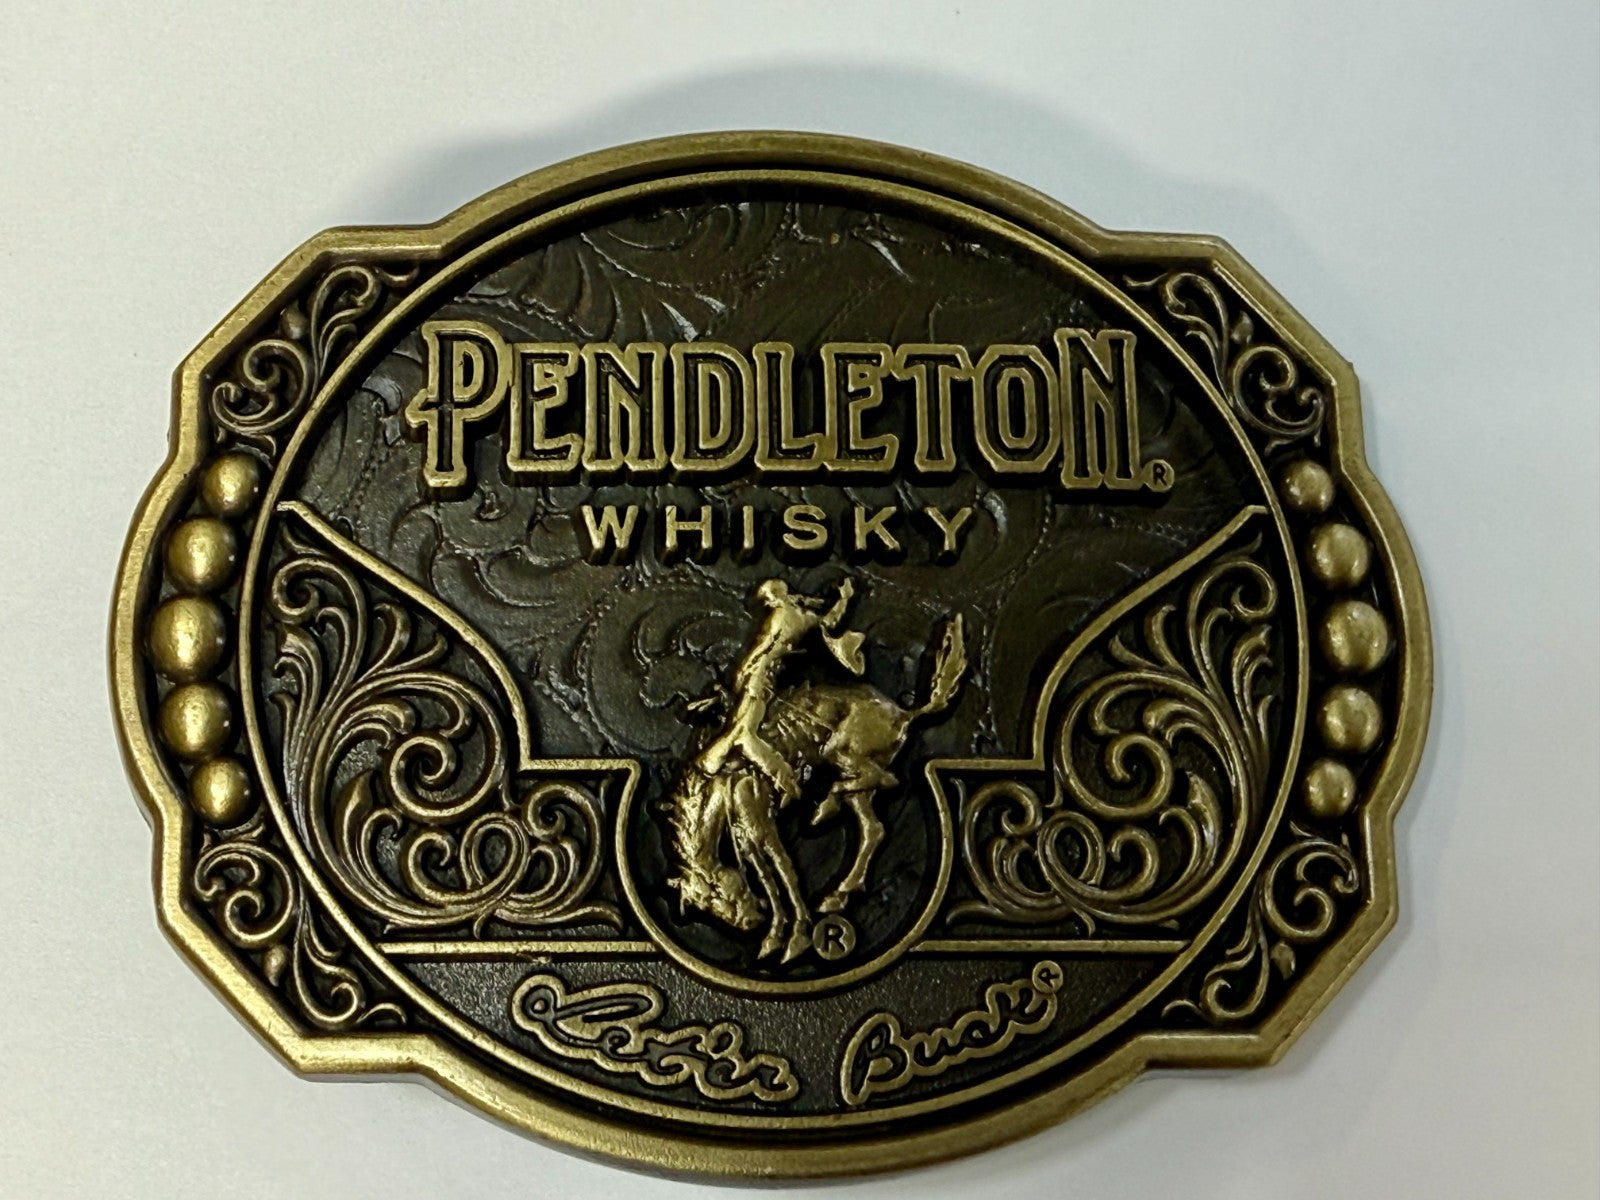 PENDLETON®
WHISKY
®
Let'er Buck®